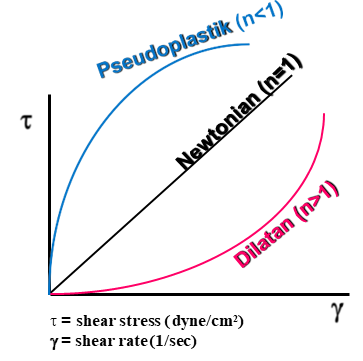 Pseudoplastik (n<1)
Newtonian (n=1)
τ
Dilatan (n>1)
γ
τ = shear stress (dyne/cm²)
γ = shear rate (1/sec)